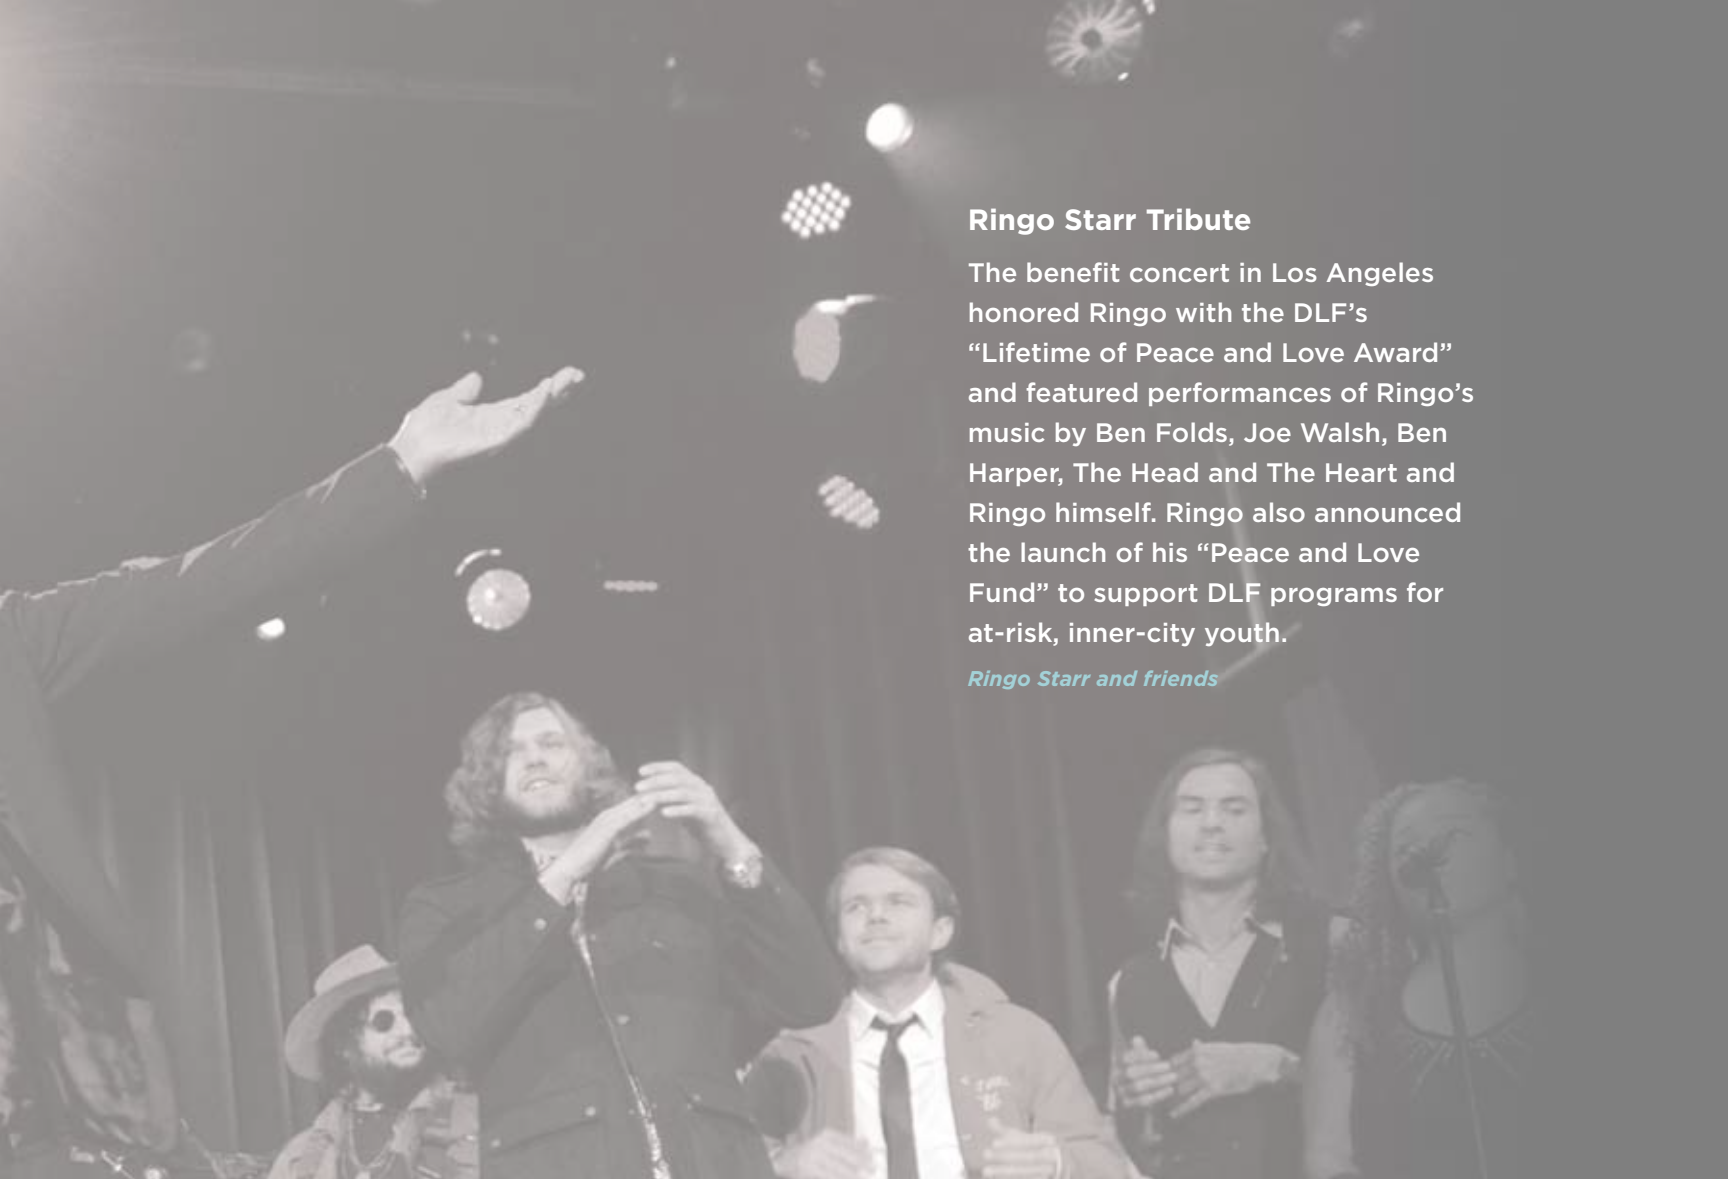 Ringo Starr Tribute
The benefit concert in Los Angeles
honored Ringo with the DLF’s
“Lifetime of Peace and Love Award”
and featured performances of Ringo’s
music by Ben Folds, Joe Walsh, Ben
Harper, The Head and The Heart and
Ringo himself. Ringo also announced
the launch of his “Peace and Love
Fund” to support DLF programs for
at-risk, inner-city youth.
Ringo Starr and friends